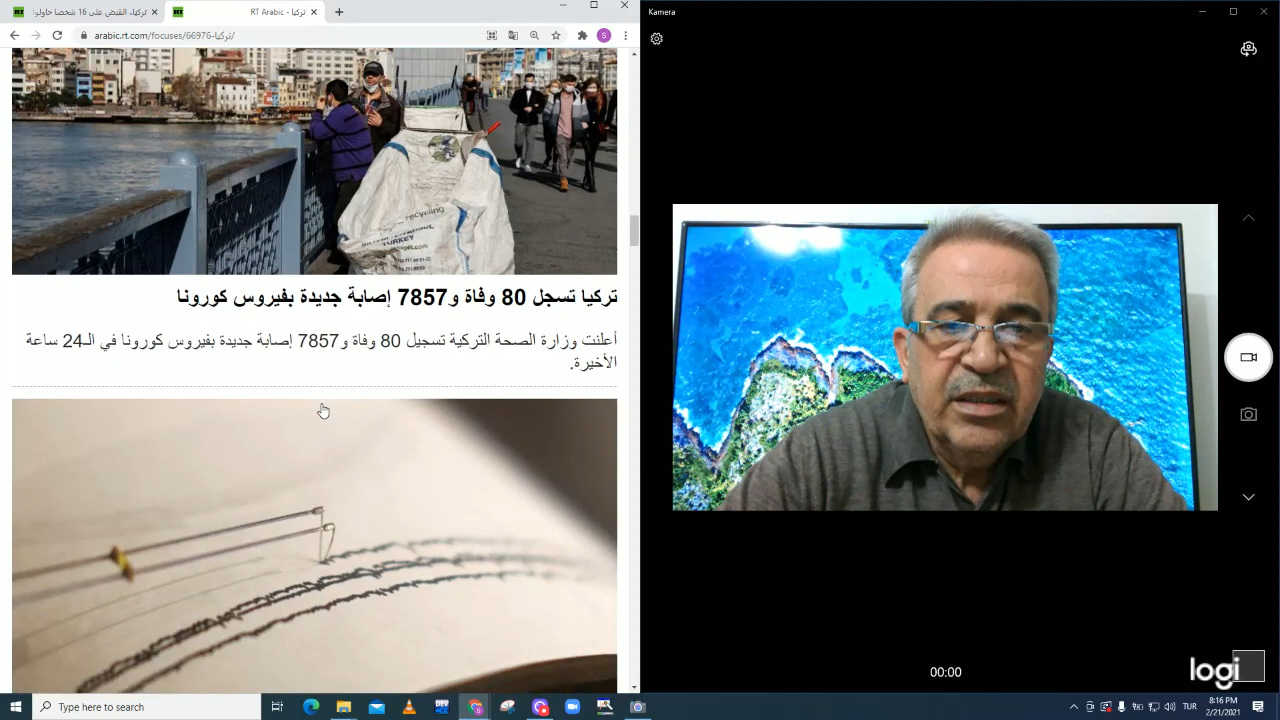 تركيا.. القبض على 16 شخصا حاولوا
RT
تركيا - RT Arabic
RT
Kamera
arabic.rt.com/focuses/66976-تركيا/
S
recycling
TURKEY
تركيا تسجل 80 وفاة و7857 إصابة جديدة بفيروس كورونا
أعلنت وزارة الصحة التركية تسجيل 80 وفاة و7857 إصابة جديدة بفيروس كورونا في الـ24 ساعة
الأخيرة.
00:00
logi
Type here to search
DEV
TUR
8:16 PM
2/21/2021